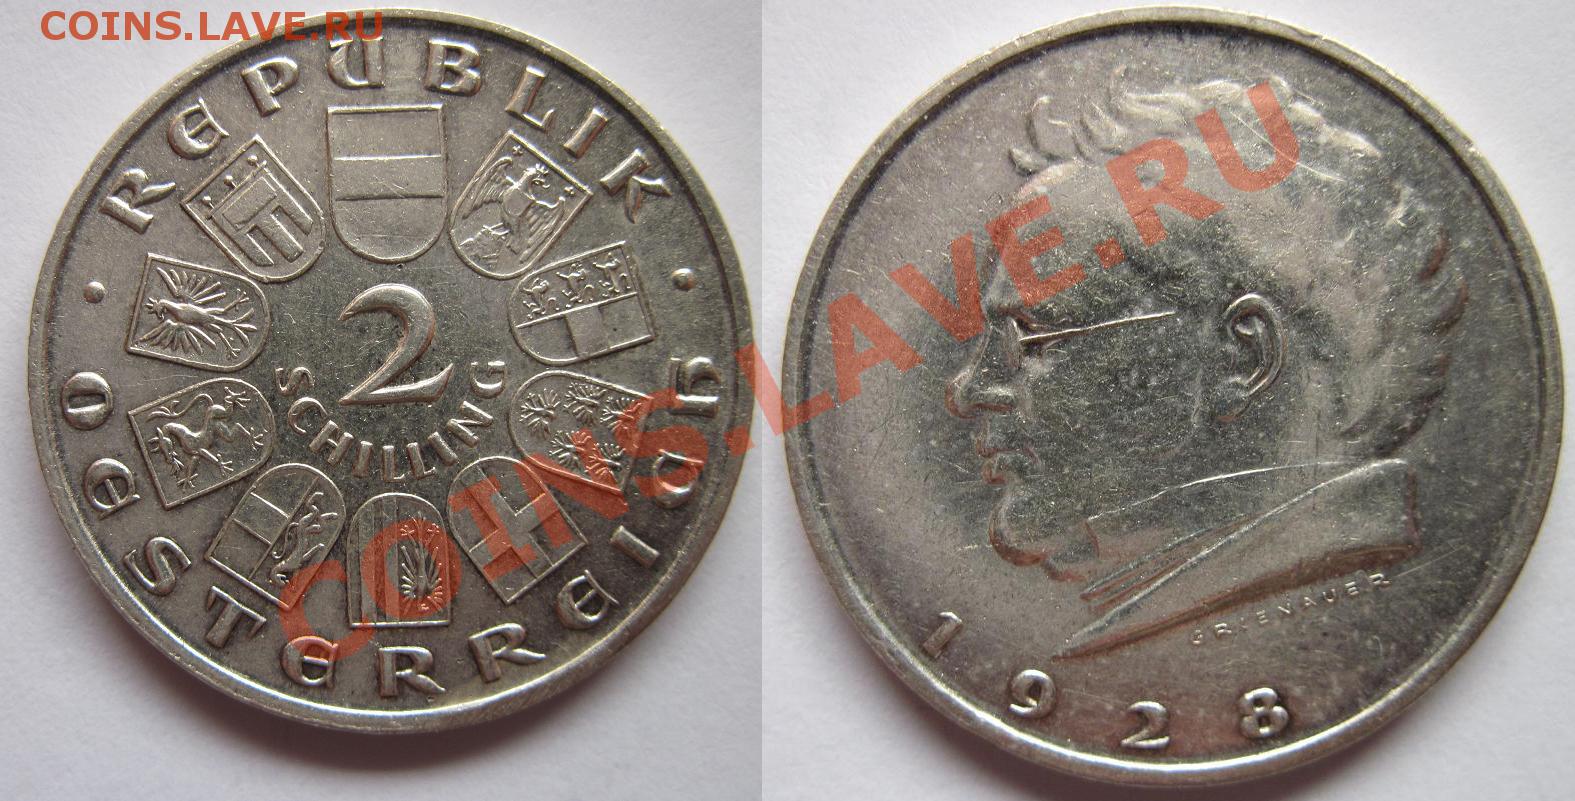 COINS.LAVE.RU
REPUBLIK
OESTERREICH
2
SCHILLING
GRIENAUER
1928
COINS.LAVE.RU